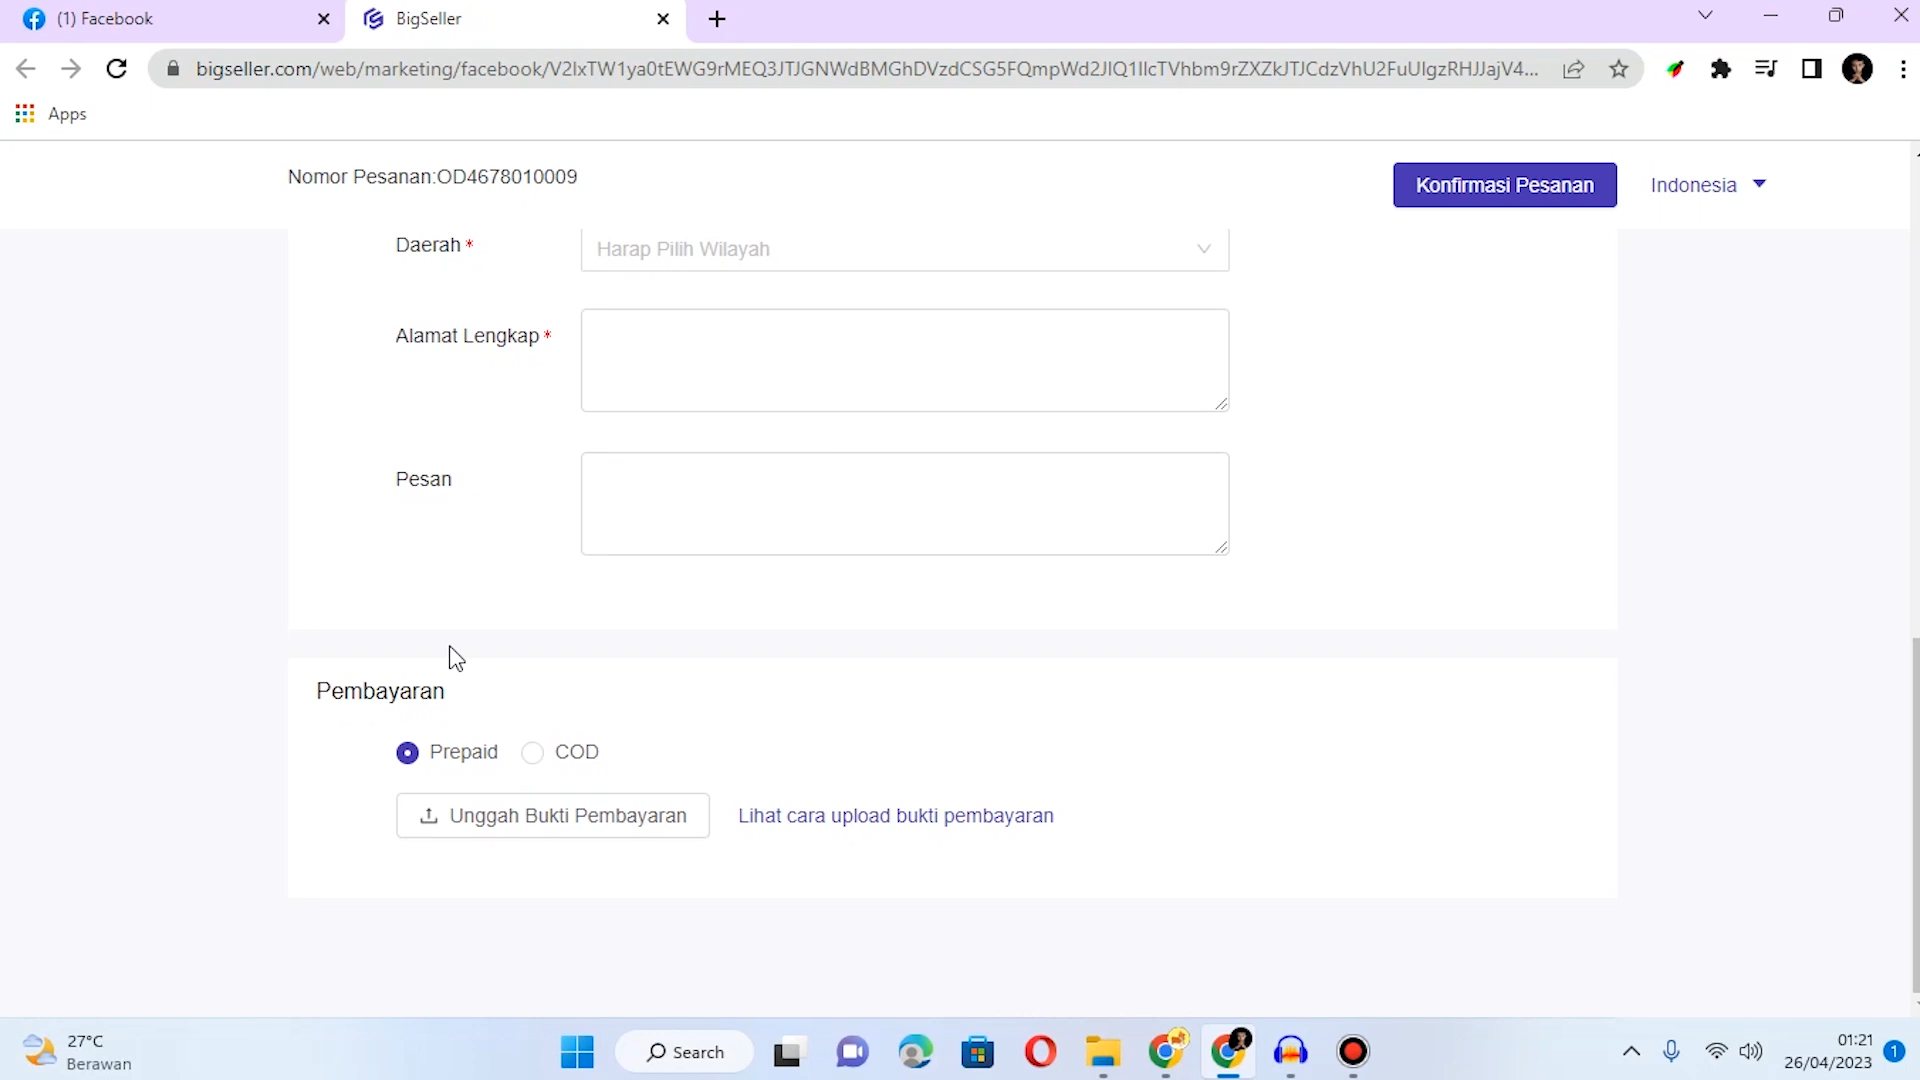 (1) Facebook
BigSeller
bigseller.com/web/marketing/facebook/
Apps
Nomor Pesanan:OD4678010009
Konfirmasi Pesanan
Indonesia
Daerah *
Harap Pilih Wilayah
Alamat Lengkap *
Pesan
Pembayaran
Prepaid
COD
Unggah Bukti Pembayaran
Lihat cara upload bukti pembayaran
27°C
Berawan
Search
01:21
26/04/2023
1